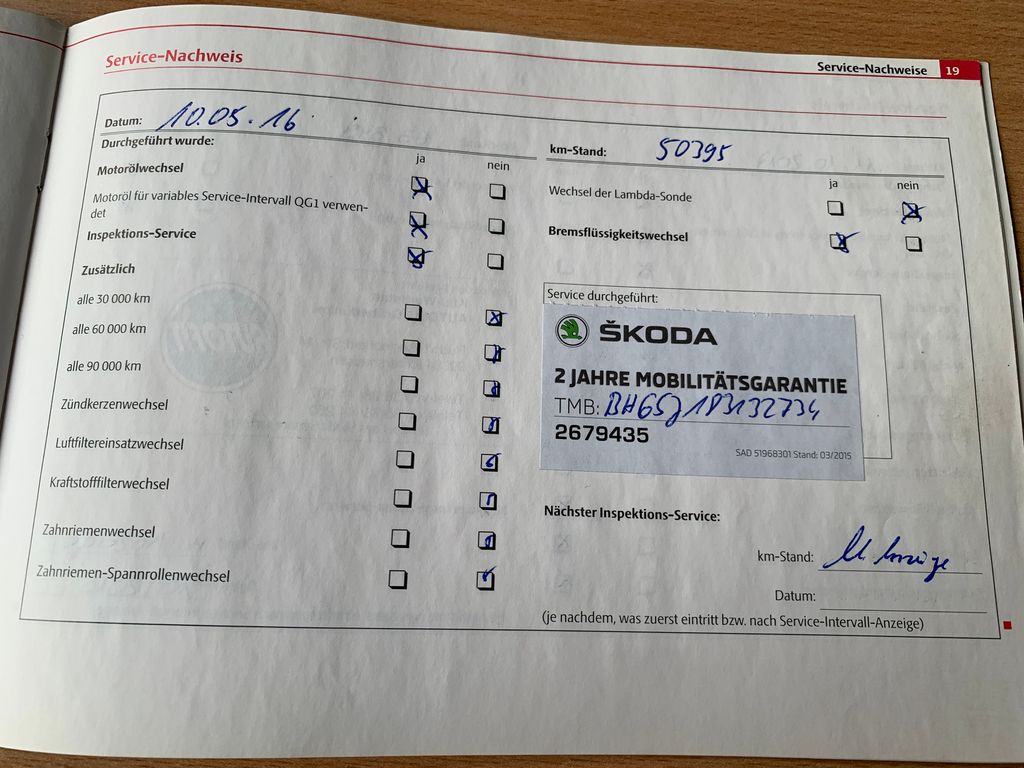 Service-Nachweis
Service-Nachweise 19
Datum: 10.05.16
Durchgeführt wurde:
ja nein
Motorölwechsel
Motoröl für variables Service-Intervall QG1 verwen-
det
Inspektions-Service
Zusätzlich
alle 30 000 km
alle 60 000 km
alle 90 000 km
Zündkerzenwechsel
Luftfiltereinsatzwechsel
Kraftstofffilterwechsel
Zahnriemenwechsel
Zahnriemen-Spannrollenwechsel
km-Stand: 50395
ja nein
Wechsel der Lambda-Sonde
Bremsflüssigkeitswechsel
Service durchgeführt:
ŠKODA
2 JAHRE MOBILITÄTSGARANTIE
TMB: BH65J183132734
2679435
SAD 51968301 Stand: 03/2015
Nächster Inspektions-Service:
km-Stand:
Datum:
(je nachdem, was zuerst eintritt bzw. nach Service-Intervall-Anzeige)